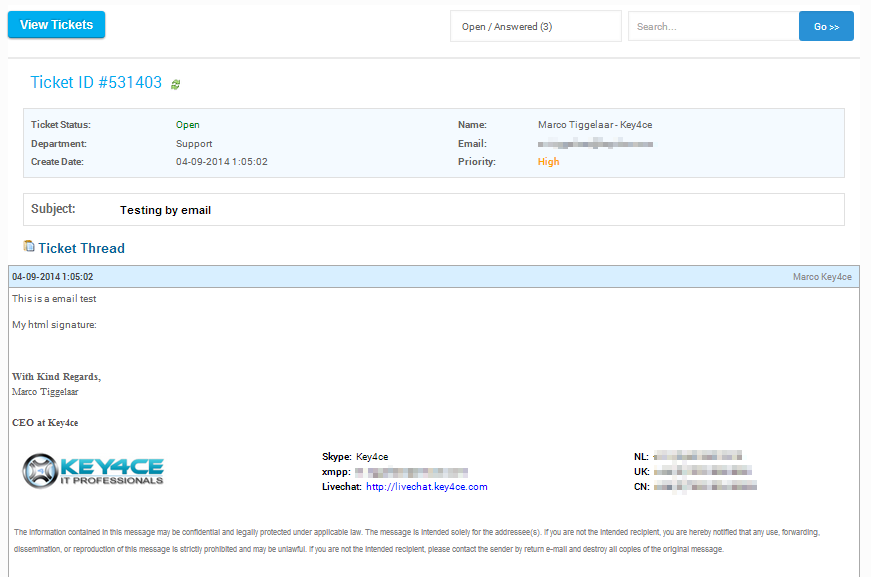 View Tickets
Open / Answered (3)
Search...
Go >>
Ticket ID #531403
Ticket Status: Open Name: Marco Tiggelaar - Key4ce
Department: Support Email:
Create Date: 04-09-2014 1:05:02 Priority: High
Subject: Testing by email
Ticket Thread
04-09-2014 1:05:02 Marco Key4ce
This is a email test
My html signature:
With Kind Regards,
Marco Tiggelaar
CEO at Key4ce
KEY4CE
IT PROFESSIONALS
Skype: Key4ce NL:
xmpp: UK:
Livechat: http://livechat.key4ce.com CN:
The information contained in this message may be confidential and legally protected under applicable law. The message is intended solely for the addressee(s). If you are not the intended recipient, you are hereby notified that any use, forwarding,
dissemination, or reproduction of this message is strictly prohibited and may be unlawful. If you are not the intended recipient, please contact the sender by return e-mail and destroy all copies of the original message.